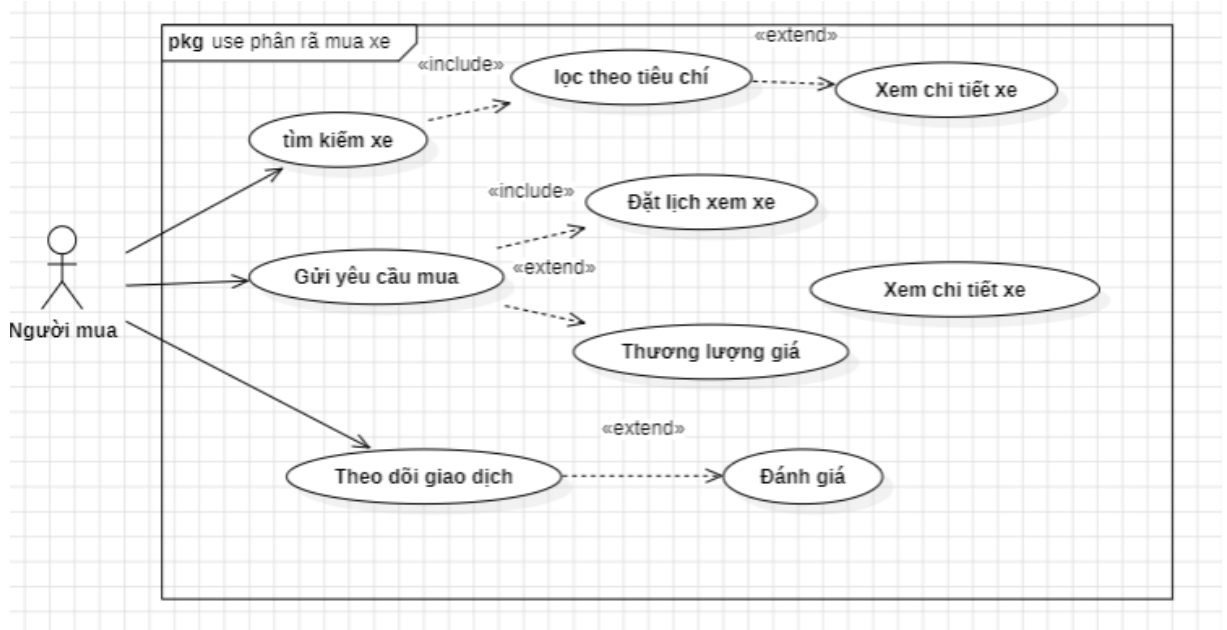 pkg use phân rã mua xe
«extend»
«include»
lọc theo tiêu chí
Xem chi tiết xe
tìm kiếm xe
«include»
Đặt lịch xem xe
Gửi yêu cầu mua
«extend»
Xem chi tiết xe
Người mua
Thương lượng giá
«extend»
Theo dõi giao dịch
Đánh giá